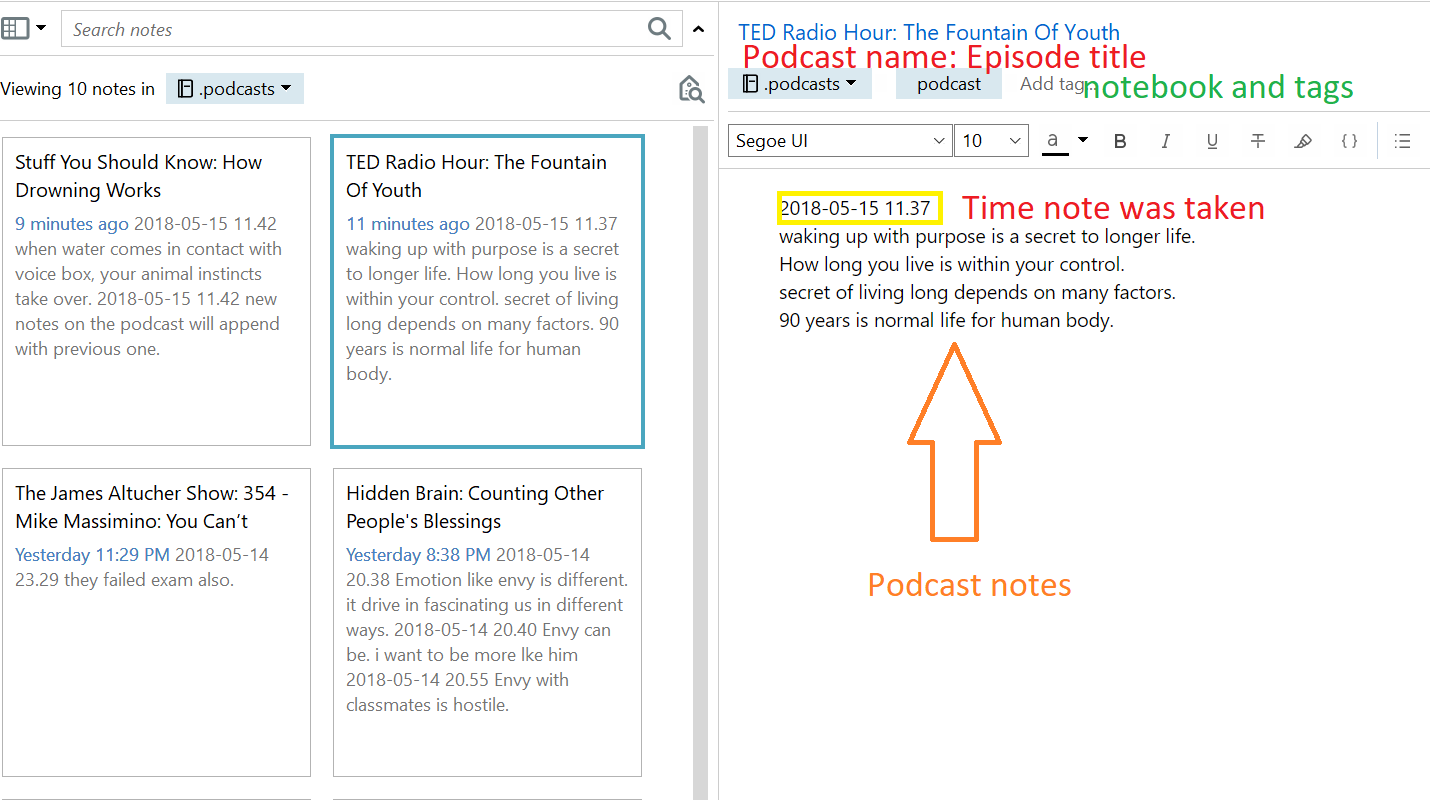 Search notes
Viewing 10 notes in .podcasts
Stuff You Should Know: How
Drowning Works
9 minutes ago 2018-05-15 11.42
when water comes in contact with
voice box, your animal instincts
take over. 2018-05-15 11.42 new
notes on the podcast will append
with previous one.
TED Radio Hour: The Fountain
Of Youth
11 minutes ago 2018-05-15 11.37
waking up with purpose is a secret
to longer life. How long you live is
within your control. secret of living
long depends on many factors. 90
years is normal life for human
body.
The James Altucher Show: 354 -
Mike Massimino: You Can’t
Yesterday 11:29 PM 2018-05-14
23.29 they failed exam also.
Hidden Brain: Counting Other
People's Blessings
Yesterday 8:38 PM 2018-05-14
20.38 Emotion like envy is different.
it drive in fascinating us in different
ways. 2018-05-14 20.40 Envy can
be. i want to be more lke him
2018-05-14 20.55 Envy with
classmates is hostile.
TED Radio Hour: The Fountain Of Youth
Podcast name: Episode title
.podcasts podcast Add tag...
notebook and tags
Segoe UI 10 a B I U T { }
2018-05-15 11.37 Time note was taken
waking up with purpose is a secret to longer life.
How long you live is within your control.
secret of living long depends on many factors.
90 years is normal life for human body.
Podcast notes